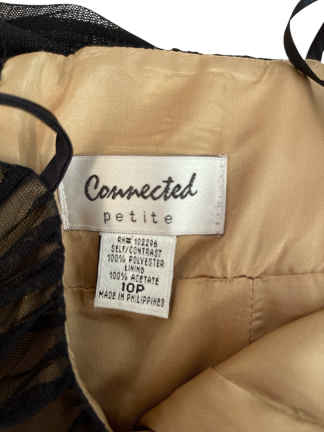 Connected
petite
RN# 102296
SELF/CONTRAST
100% POLYESTER
LINING
100% ACETATE
10P
MADE IN PHILIPPINES